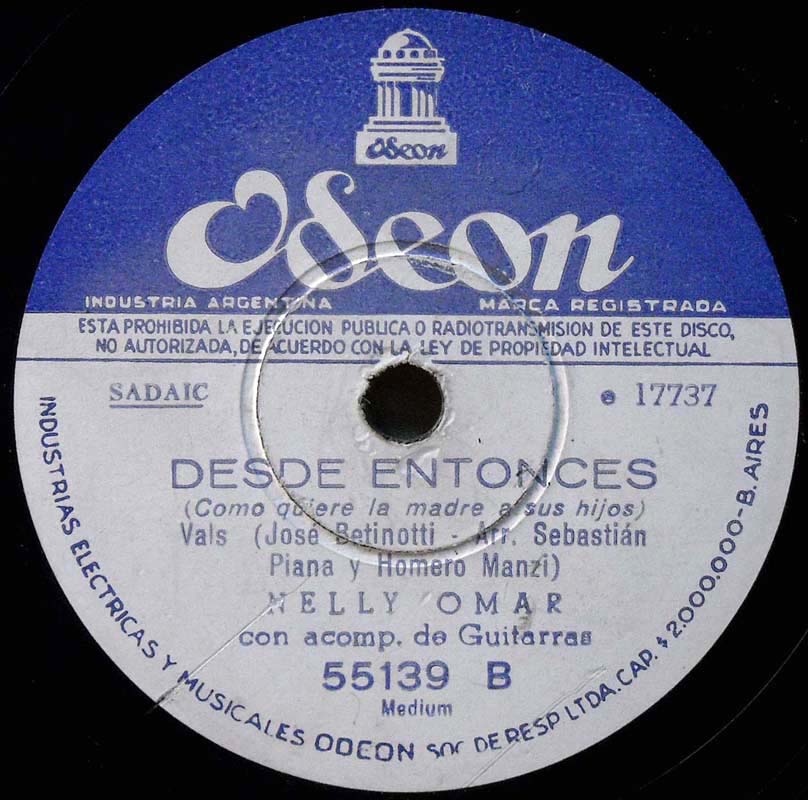 Odeon
Odeon
INDUSTRIA ARGENTINA MARCA REGISTRADA
ESTA PROHIBIDA LA EJECUCION PUBLICA O RADIOTRANSMISION DE ESTE DISCO,
NO AUTORIZADA, DE ACUERDO CON LA LEY DE PROPIEDAD INTELECTUAL
SADAIC e 17737
DESDE ENTONCES
(Como quiere la madre a sus hijos)
Vals (José Betinotti - Arr. Sebastián
Piana y Homero Manzi)
NELLY OMAR
con acomp. de Guitarras
55139 B
Medium
INDUSTRIAS ELECTRICAS Y MUSICALES ODEON SOC DE RESP LTDA. CAP. $ 2.000.000-B. AIRES